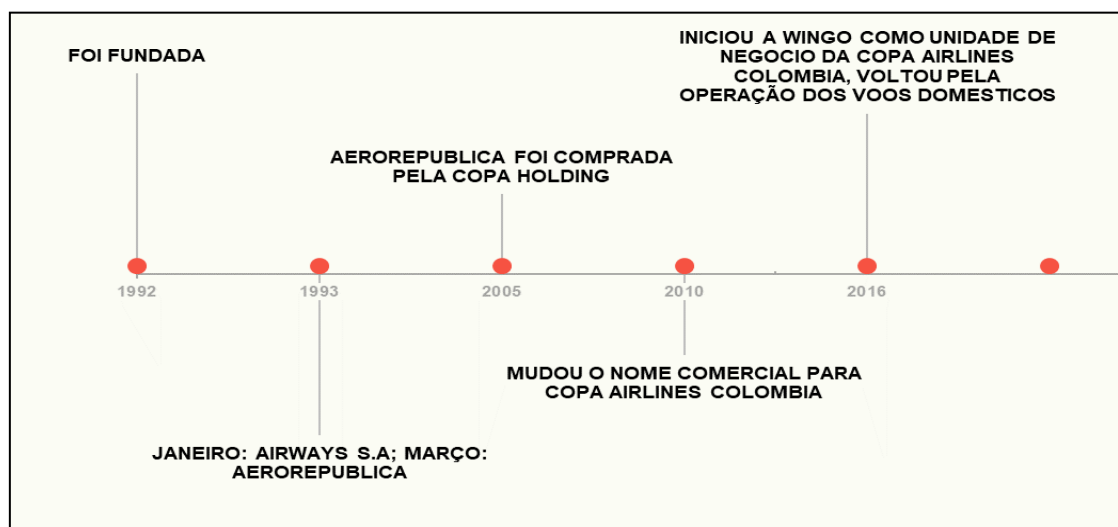 FOI FUNDADA
INICIOU A WINGO COMO UNIDADE DE
NEGOCIO DA COPA AIRLINES
COLOMBIA, VOLTOU PELA
OPERAÇÃO DOS VOOS DOMESTICOS
AEROREPUBLICA FOI COMPRADA
PELA COPA HOLDING
1992
1993
2005
2010
2016
MUDOU O NOME COMERCIAL PARA
COPA AIRLINES COLOMBIA
JANEIRO: AIRWAYS S.A; MARÇO:
AEROREPUBLICA